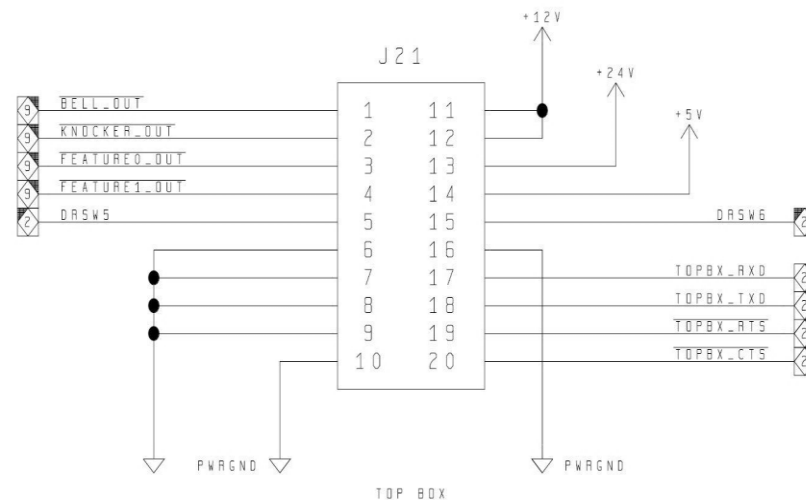 +12V
J21
+24V
+5V
9 BELL_OUT 1 11
9 KNOCKER_OUT 2 12
9 FEATURE0_OUT 3 13
9 FEATURE1_OUT 4 14
2 DRSW5 5 15 DRSW6 2
6 16
7 17 TOPBX_RXD 2
8 18 TOPBX_TXD 2
9 19 TOPBX_RTS 2
10 20 TOPBX_CTS 2
PWRGND PWRGND
TOP BOX